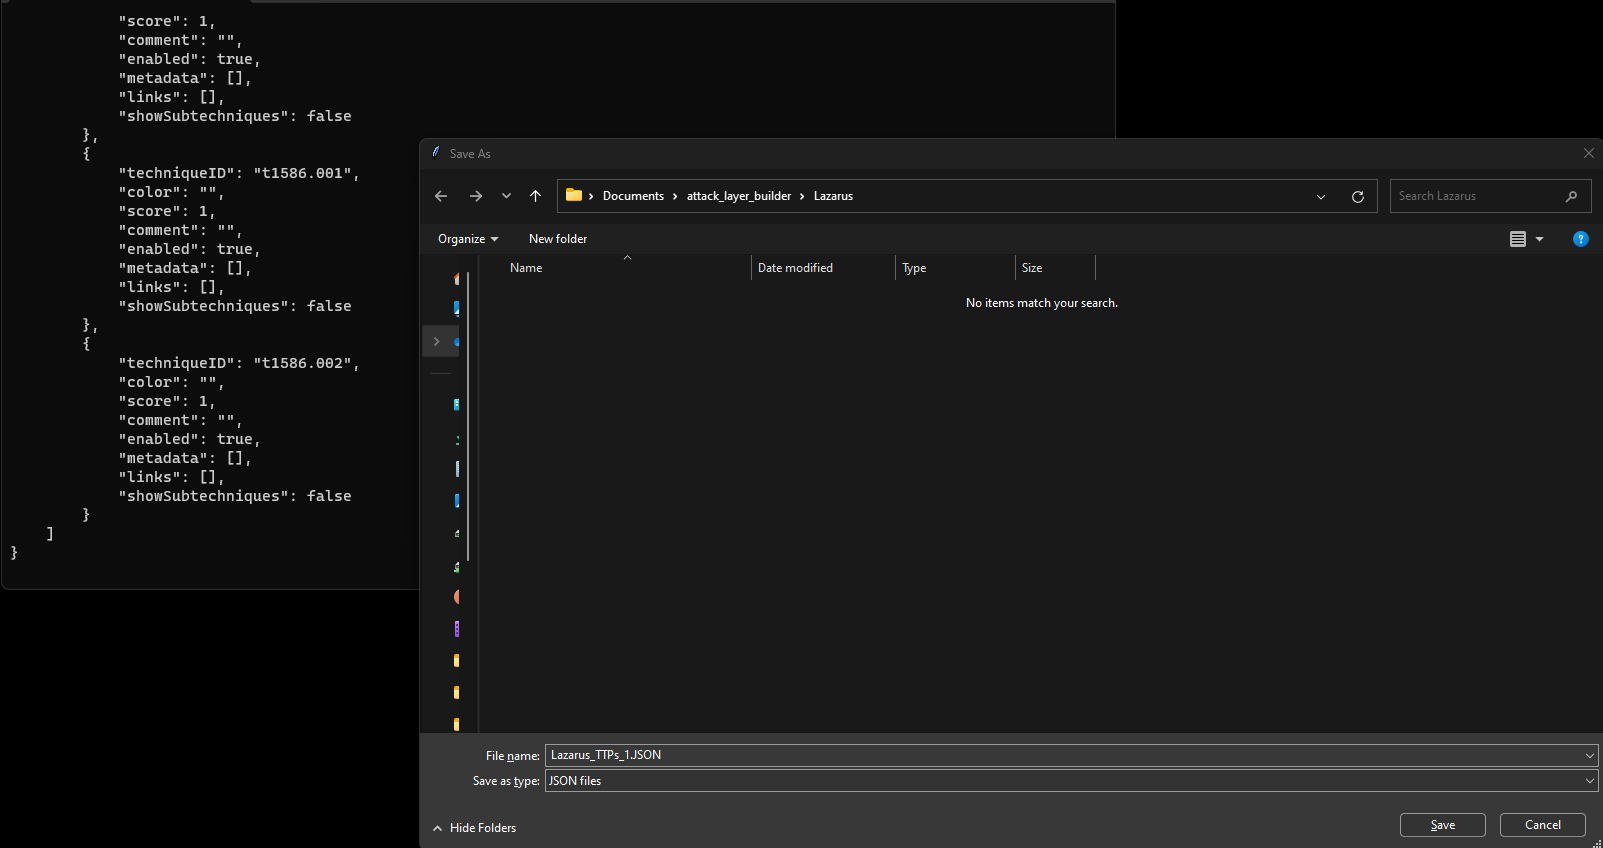 "score": 1,
"comment": "",
"enabled": true,
"metadata": [],
"links": [],
"showSubtechniques": false
},
{
"techniqueID": "t1586.001",
"color": "",
"score": 1,
"comment": "",
"enabled": true,
"metadata": [],
"links": [],
"showSubtechniques": false
},
{
"techniqueID": "t1586.002",
"color": "",
"score": 1,
"comment": "",
"enabled": true,
"metadata": [],
"links": [],
"showSubtechniques": false
}
]
}
Save As
Documents › attack_layer_builder › Lazarus
Search Lazarus
Organize
New folder
Name
Date modified
Type
Size
No items match your search.
File name: Lazarus_TTPs_1.JSON
Save as type: JSON files
Hide Folders
Save
Cancel